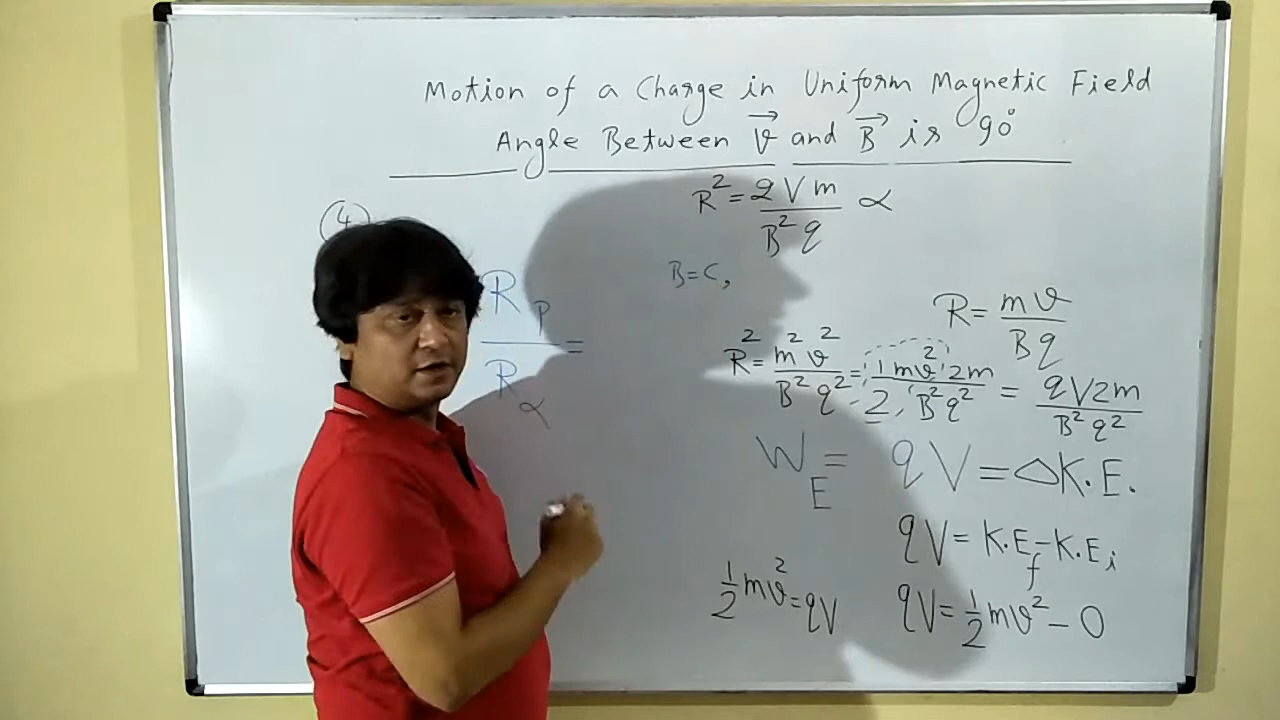 Motion of a Charge in Uniform Magnetic Field
Angle Between v⃗ and B⃗ is 90°
R² = 2Vm / B²q ∝
④
R_P / R_α =
B=C,
R = mv / Bq
R² = m²v² / B²q² = 1mv²2m / 2B²q² = qV2m / B²q²
W_E = qV = ΔK.E.
qV = K.E_f – K.E_i
½mv² = qV
qV = ½mv² – 0